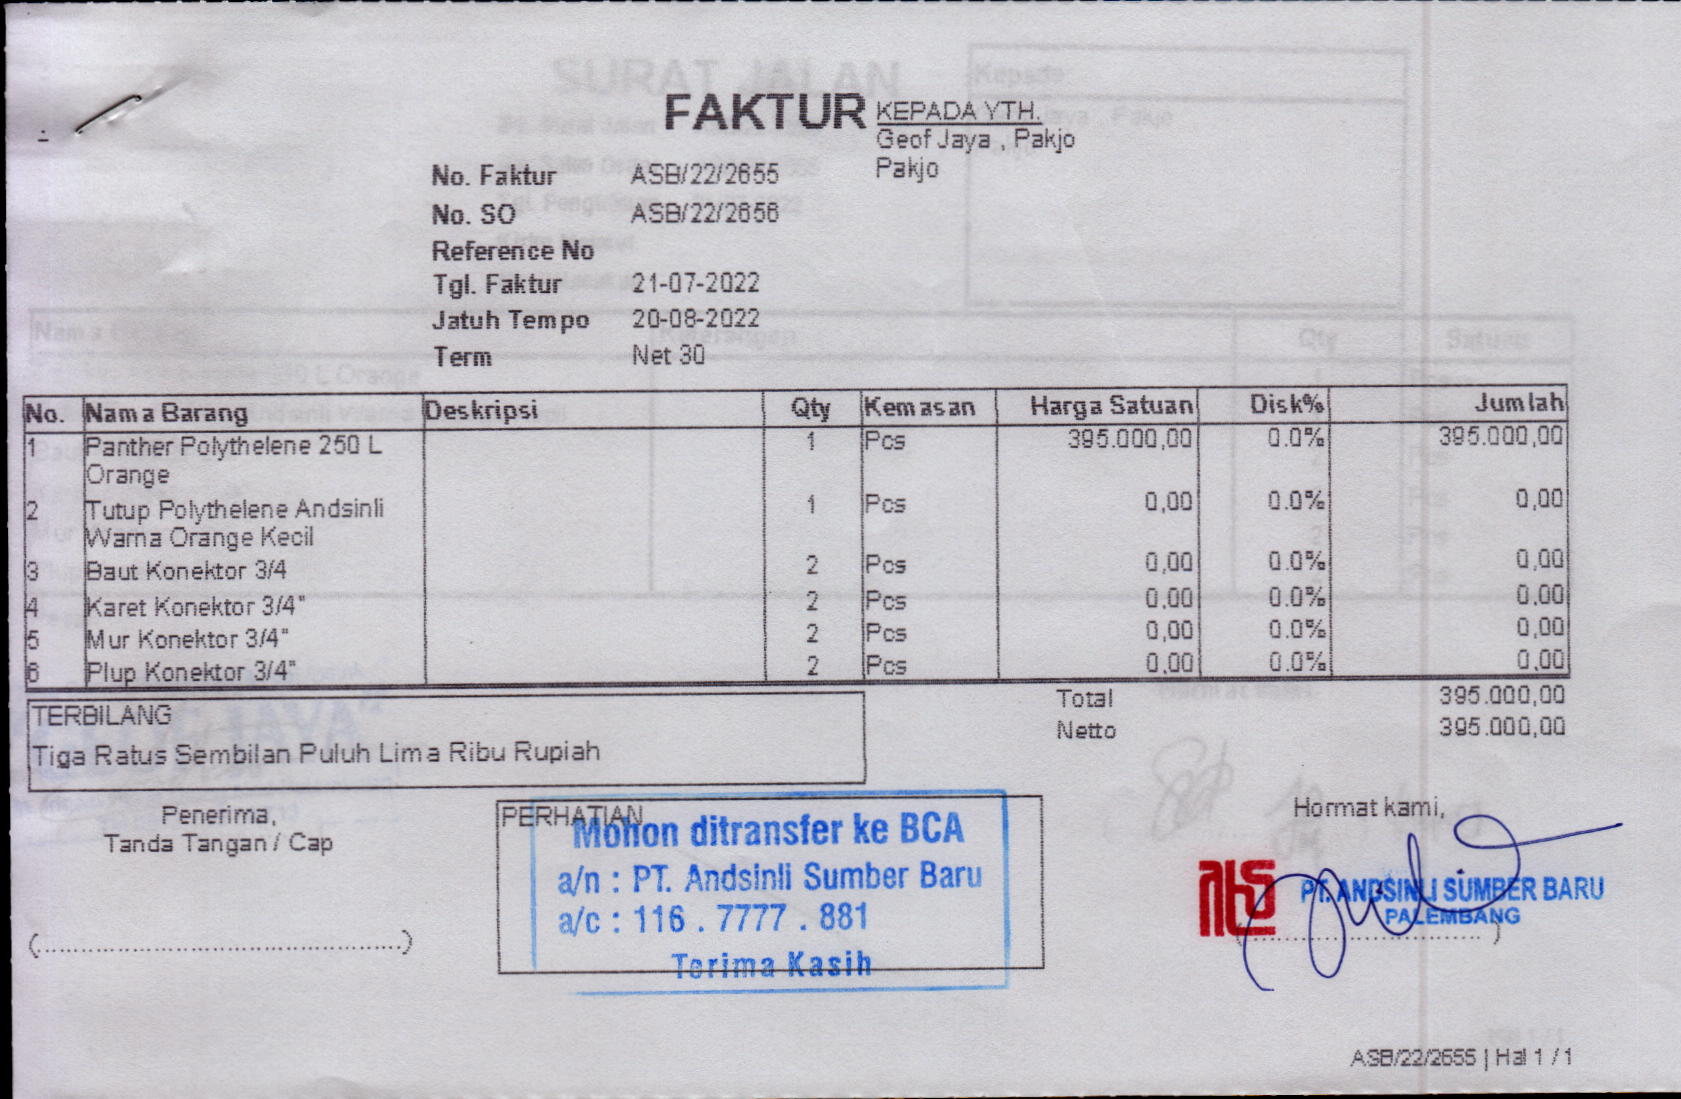 FAKTUR
KEPADA YTH.
Geof Jaya , Pakjo
Pakjo
No. Faktur ASB/22/2655
No. SO ASB/22/2656
Reference No
Tgl. Faktur 21-07-2022
Jatuh Tempo 20-08-2022
Term Net 30
No. Nama Barang Deskripsi Qty Kemasan Harga Satuan Disk% Jumlah
1 Panther Polythelene 250 L 1 Pcs 395.000,00 0.0% 395.000,00
Orange
2 Tutup Polythelene Andsinli 1 Pcs 0,00 0.0% 0,00
Warna Orange Kecil
3 Baut Konektor 3/4 2 Pcs 0,00 0.0% 0,00
4 Karet Konektor 3/4" 2 Pcs 0,00 0.0% 0,00
5 Mur Konektor 3/4" 2 Pcs 0,00 0.0% 0,00
6 Plup Konektor 3/4" 2 Pcs 0,00 0.0% 0,00
Total 395.000,00
Netto 395.000,00
TERBILANG
Tiga Ratus Sembilan Puluh Lima Ribu Rupiah
Penerima,
Tanda Tangan / Cap
(............................................)
PERHATIAN
Mohon ditransfer ke BCA
a/n : PT. Andsinli Sumber Baru
a/c : 116 . 7777 . 881
Terima Kasih
Hormat kami,
PT. ANDSINLI SUMBER BARU
PALEMBANG
(..............................)
ASB/22/2655 | Hal 1 / 1